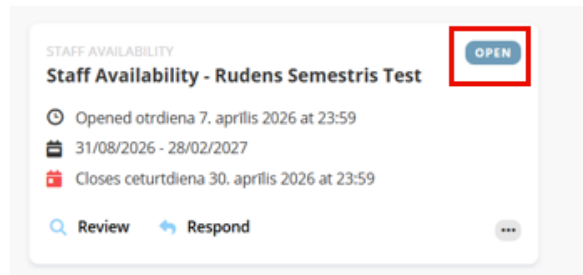 STAFF AVAILABILITY
OPEN
Staff Availability - Rudens Semestris Test
Opened otrdiena 7. aprīlis 2026 at 23:59
31/08/2026 - 28/02/2027
Closes ceturtdiena 30. aprīlis 2026 at 23:59
Review Respond